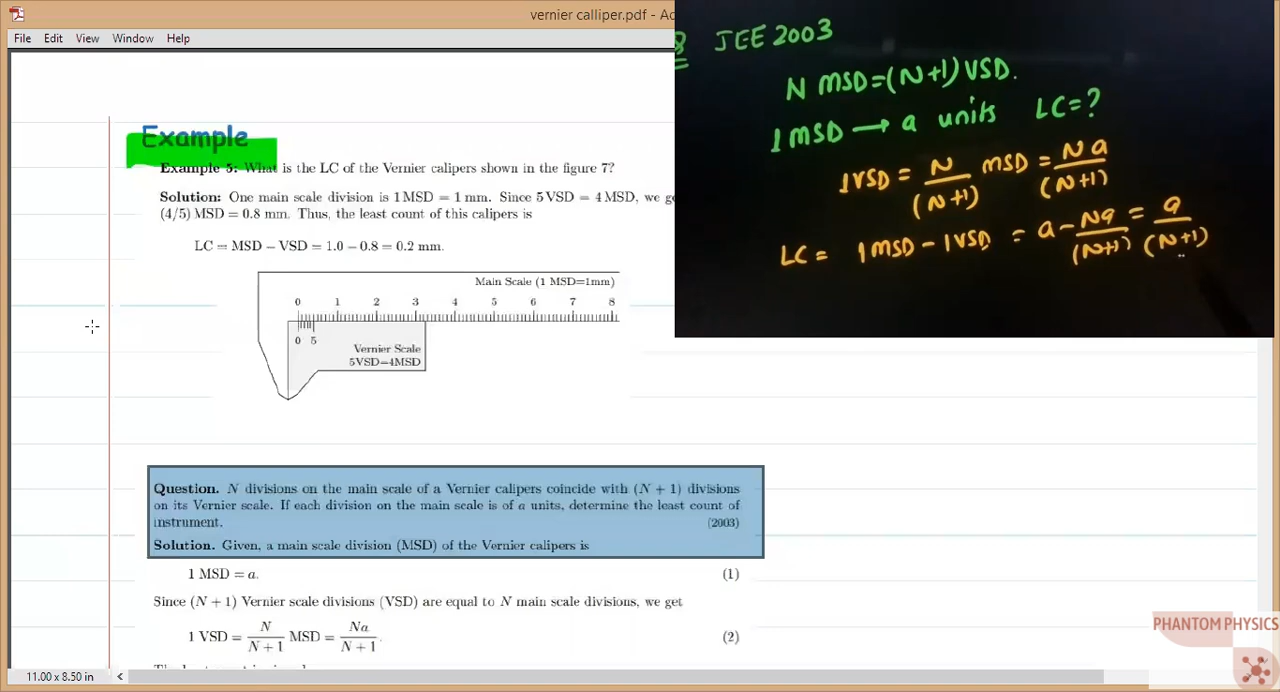 vernier calliper.pdf - Ad
File Edit View Window Help
Example
Example 5: What is the LC of the Vernier calipers shown in the figure 7?
Solution: One main scale division is 1 MSD = 1 mm. Since 5 VSD = 4 MSD, we ge
(4/5) MSD = 0.8 mm. Thus, the least count of this calipers is
LC = MSD − VSD = 1.0 − 0.8 = 0.2 mm.
Main Scale (1 MSD=1mm)
0 1 2 3 4 5 6 7 8
0 5
Vernier Scale
5VSD=4MSD
8 JEE 2003
N MSD=(N+1) VSD.
1 MSD → a units LC=?
1VSD = N/(N+1) MSD = Na/(N+1)
LC = 1MSD − 1VSD = a − Na/(N+1) = a/(N+1)
Question. N divisions on the main scale of a Vernier calipers coincide with (N + 1) divisions
on its Vernier scale. If each division on the main scale is of a units, determine the least count of
instrument. (2003)
Solution. Given, a main scale division (MSD) of the Vernier calipers is
1 MSD = a. (1)
Since (N + 1) Vernier scale divisions (VSD) are equal to N main scale divisions, we get
1 VSD = N/N + 1 MSD = Na/N + 1. (2)
PHANTOM PHYSICS
11.00 x 8.50 in